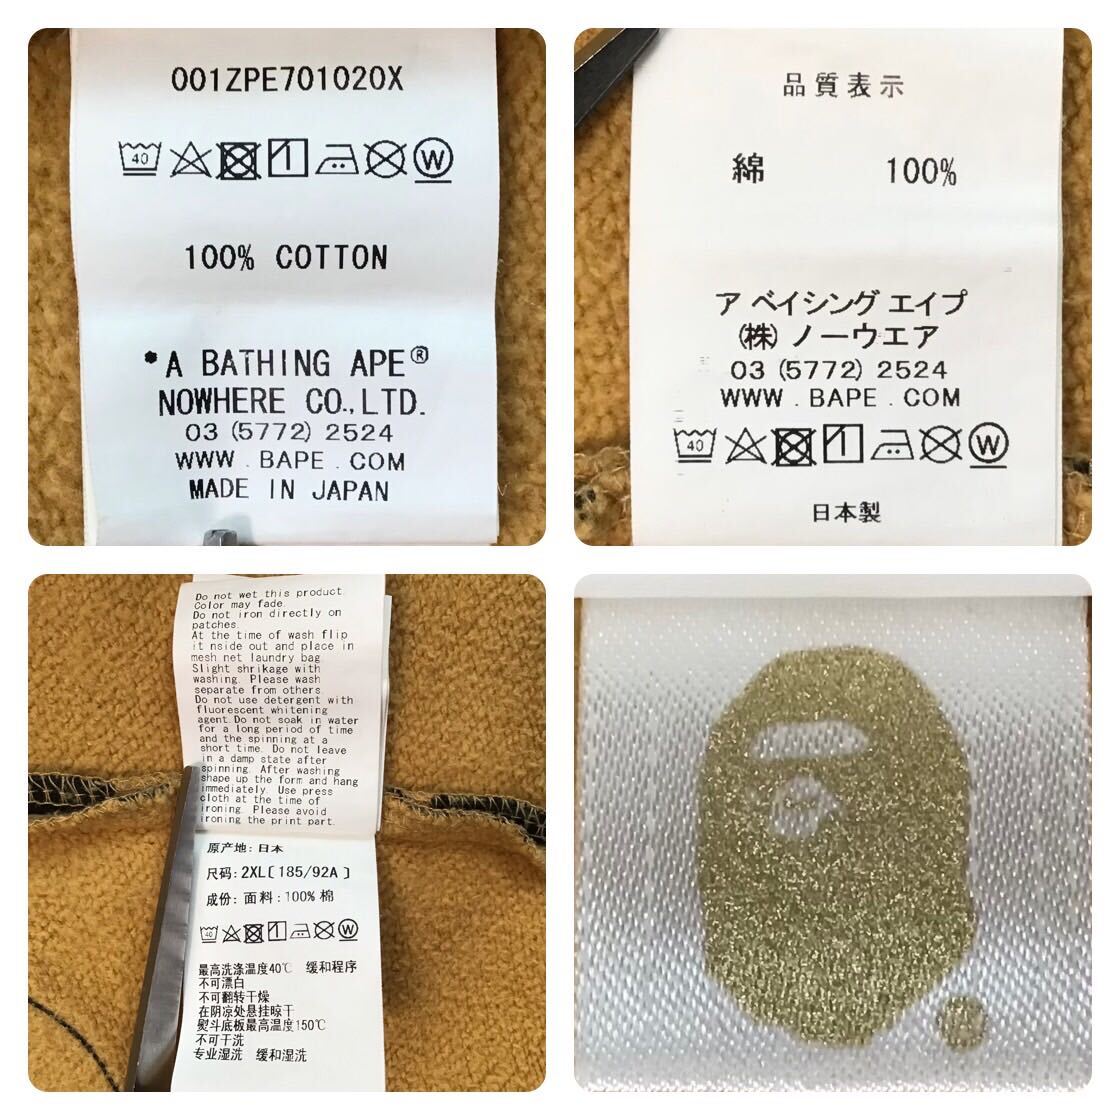 001ZPE701020X
40
W
100% COTTON
A BATHING APE®
NOWHERE CO.,LTD.
03 (5772) 2524
WWW . BAPE . COM
MADE IN JAPAN
品質表示
綿 100%
ア ベイシング エイプ
(株) ノーウエア
03 (5772) 2524
WWW . BAPE . COM
40
W
日本製
Do not wet this product.
Color may fade.
Do not iron directly on
patches.
At the time of wash flip
it nside out and place in
mesh net laundry bag.
Slight shrikage with
washing. Please wash
separate from others.
Do not use detergent with
fluorescent whitening
agent.Do not soak in water
for a long period of time
and the spinning at a
short time. Do not leave
in a damp state after
spinning. After washing
shape up the form and hang
immediately. Use press
cloth at the time of
ironing. Please avoid
ironing the print part.
原产地: 日本
尺码: 2XL[185/92A]
成份: 面料: 100% 棉
40
W
最高洗涤温度40℃ 缓和程序
不可漂白
不可翻转干燥
在阴凉处悬挂晾干
熨斗底板最高温度150℃
不可干洗
专业湿洗 缓和湿洗